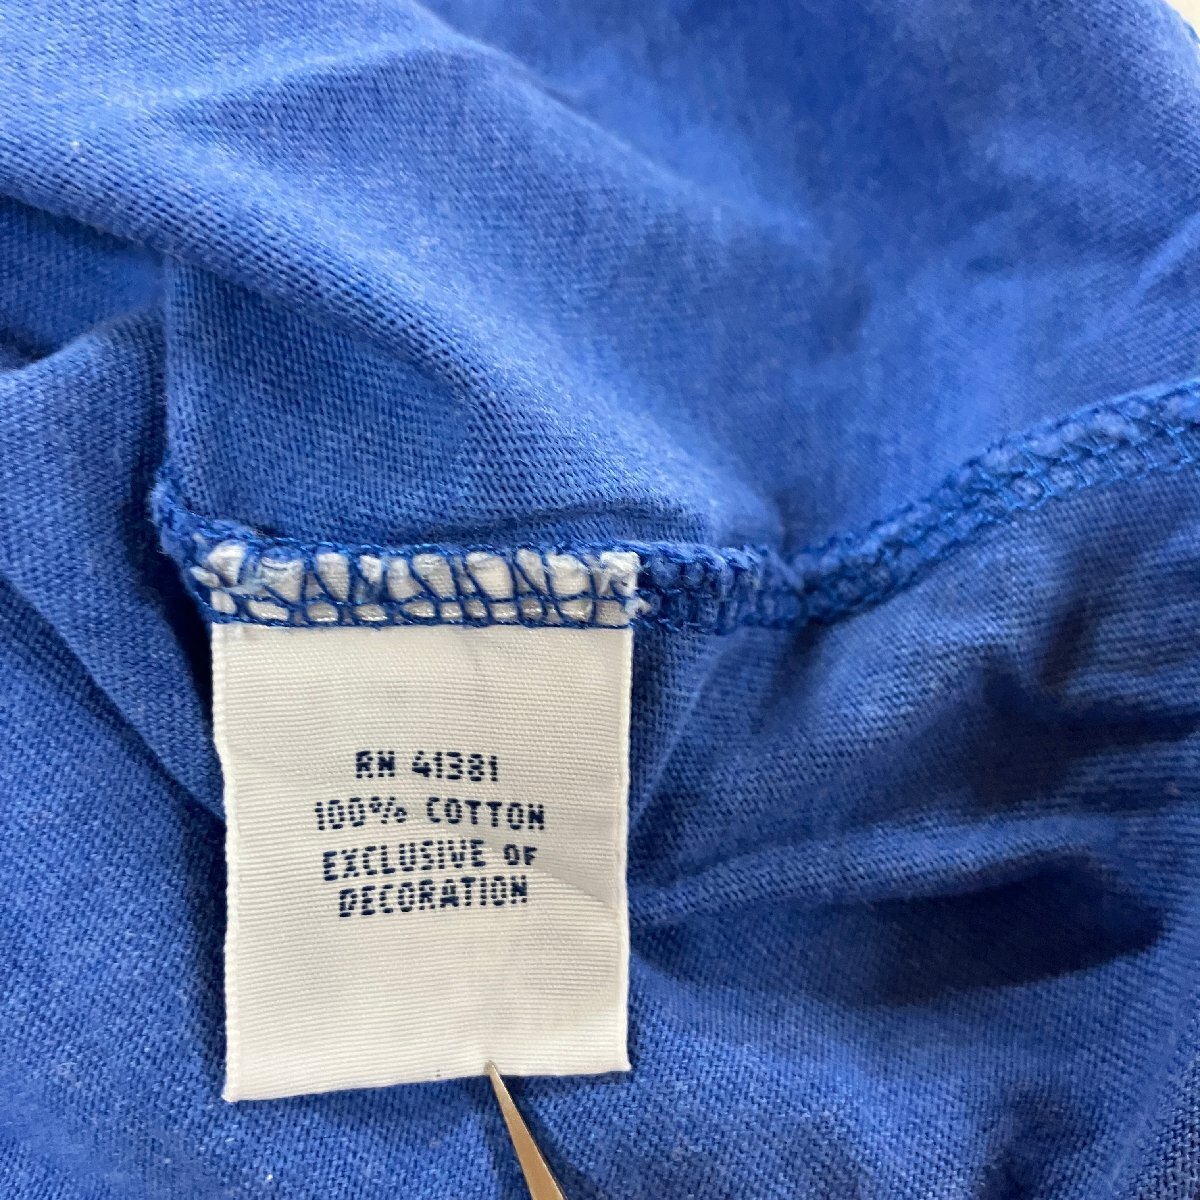 RN 41381
100% COTTON
EXCLUSIVE OF
DECORATION